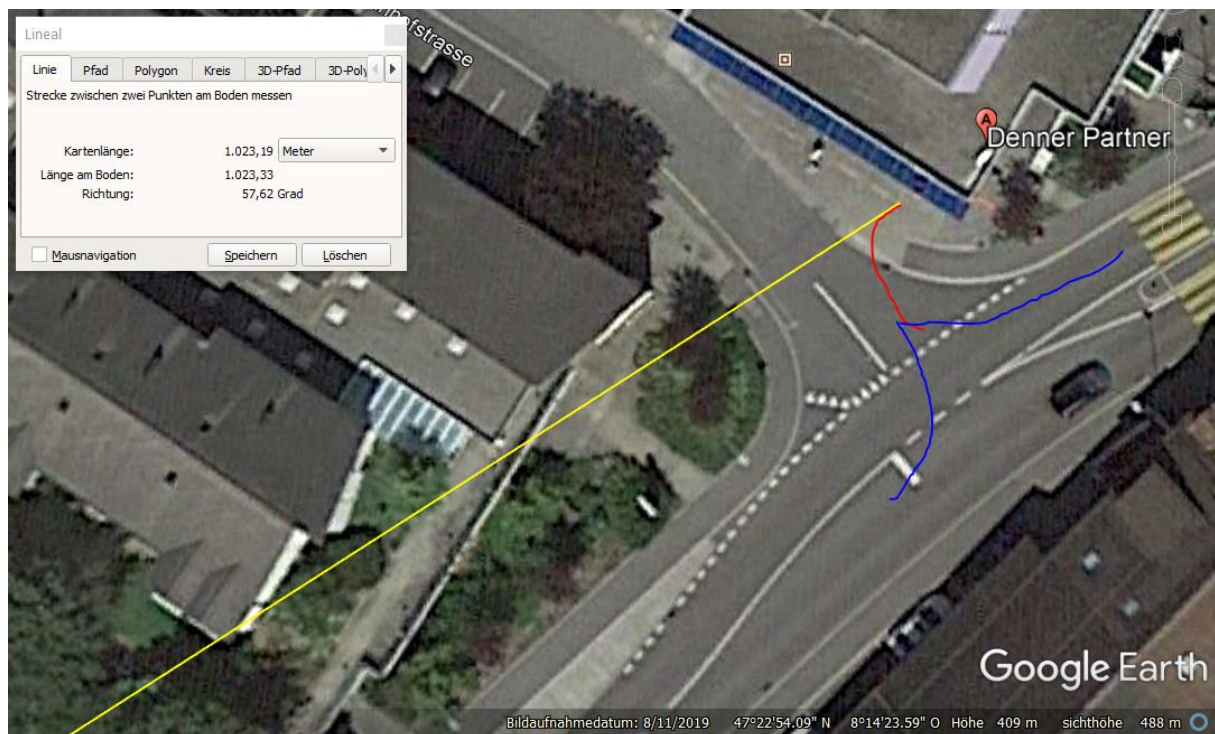 Lineal
Linie Pfad Polygon Kreis 3D-Pfad 3D-Poly
Strecke zwischen zwei Punkten am Boden messen
Kartenlänge: 1.023,19 Meter
Länge am Boden: 1.023,33
Richtung: 57,62 Grad
Mausnavigation Speichern Löschen
hofstrasse
A
Denner Partner
Google Earth
Bildaufnahmedatum: 8/11/2019 47°22'54.09" N 8°14'23.59" O Höhe 409 m sichthöhe 488 m